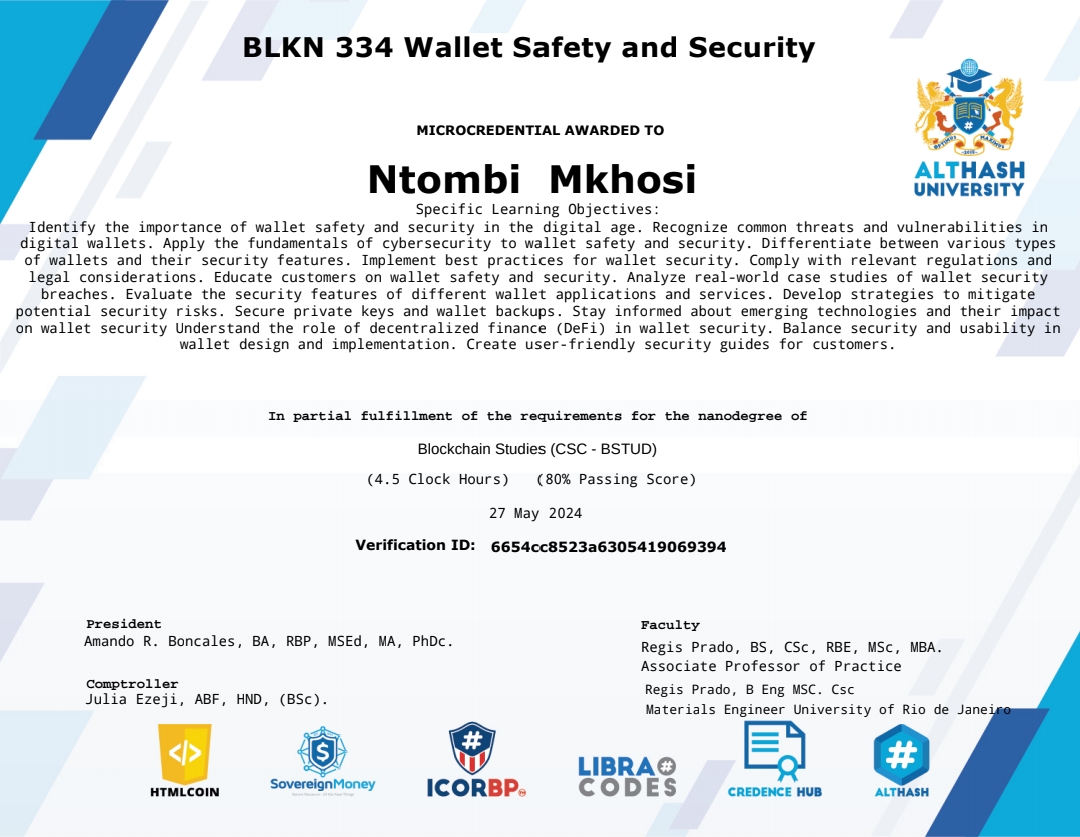 BLKN 334 Wallet Safety and Security
MICROCREDENTIAL AWARDED TO
OPTIMUS
MAXIMUS
ALTHASH
UNIVERSITY
Ntombi Mkhosi
Specific Learning Objectives:
Identify the importance of wallet safety and security in the digital age. Recognize common threats and vulnerabilities in
digital wallets. Apply the fundamentals of cybersecurity to wallet safety and security. Differentiate between various types
of wallets and their security features. Implement best practices for wallet security. Comply with relevant regulations and
legal considerations. Educate customers on wallet safety and security. Analyze real-world case studies of wallet security
breaches. Evaluate the security features of different wallet applications and services. Develop strategies to mitigate
potential security risks. Secure private keys and wallet backups. Stay informed about emerging technologies and their impact
on wallet security Understand the role of decentralized finance (DeFi) in wallet security. Balance security and usability in
wallet design and implementation. Create user-friendly security guides for customers.
In partial fulfillment of the requirements for the nanodegree of
Blockchain Studies (CSC - BSTUD)
(4.5 Clock Hours) (80% Passing Score)
27 May 2024
Verification ID: 6654cc8523a6305419069394
President
Amando R. Boncales, BA, RBP, MSEd, MA, PhDc.
Comptroller
Julia Ezeji, ABF, HND, (BSc).
Faculty
Regis Prado, BS, CSc, RBE, MSc, MBA.
Associate Professor of Practice
Regis Prado, B Eng MSC. Csc
Materials Engineer University of Rio de Janeiro
HTMLCOIN
SovereignMoney
ICORBP
LIBRA#
CODES
CREDENCE HUB
ALTHASH